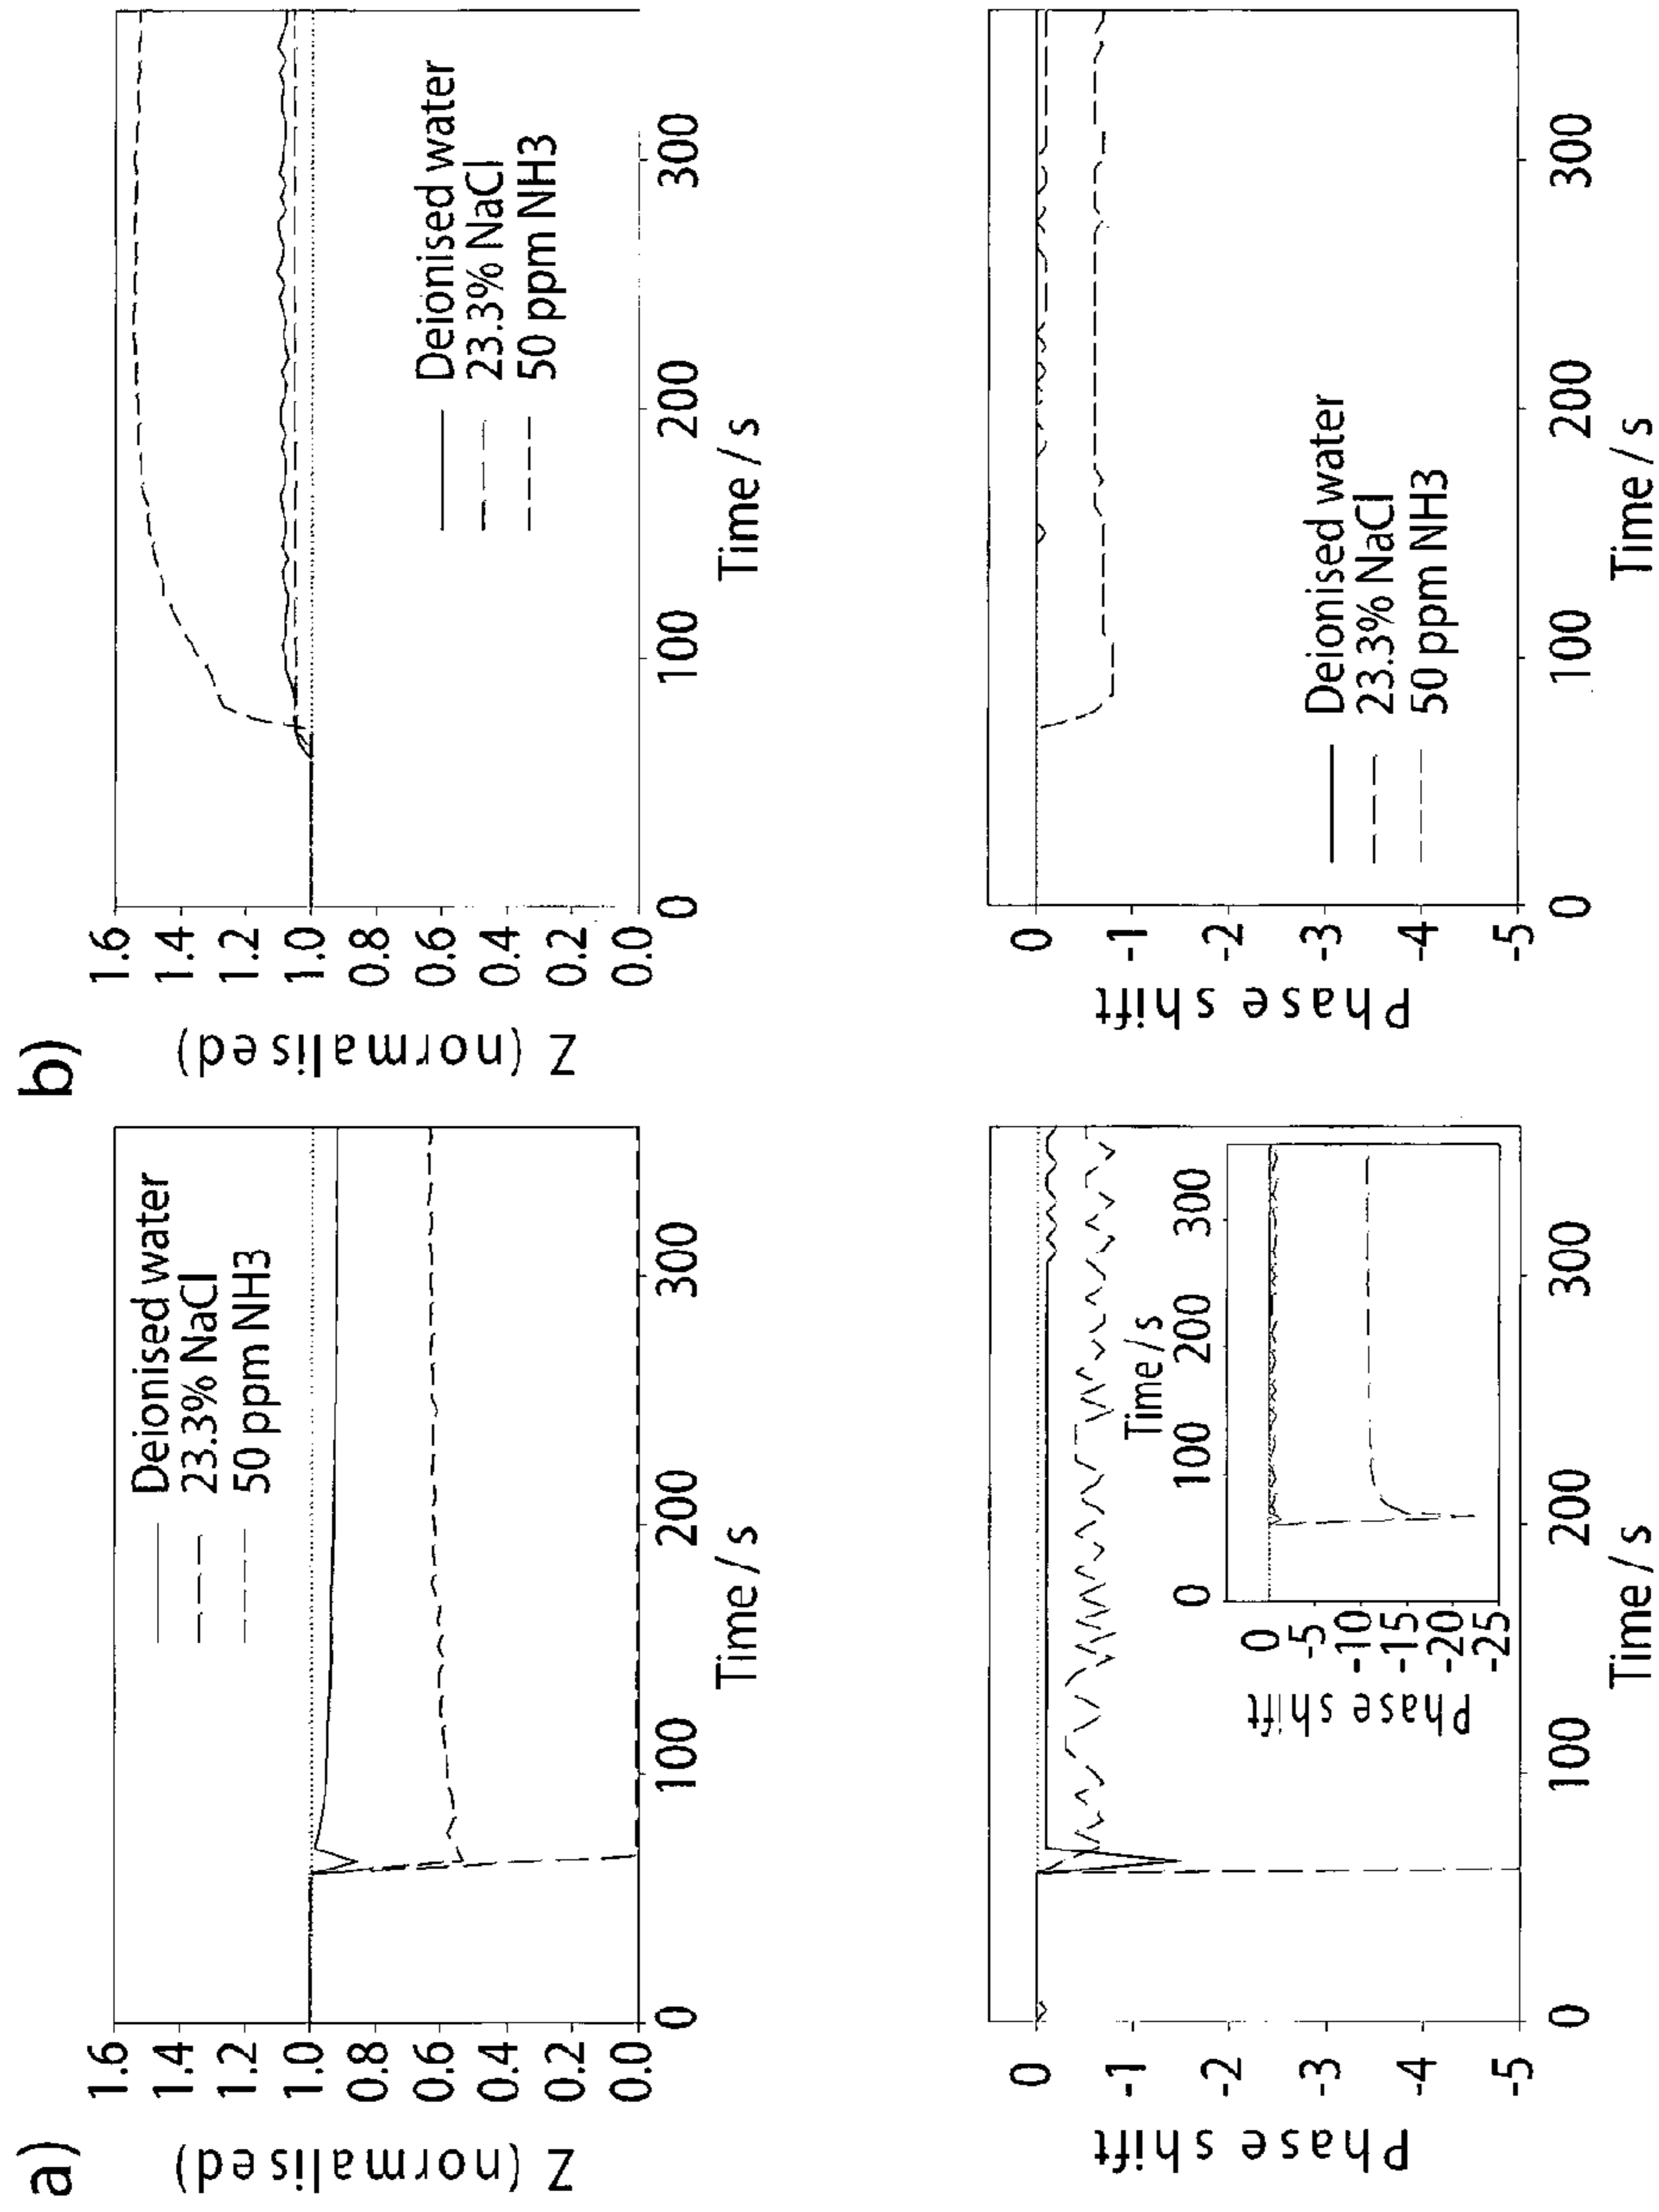 a)
Z (normalised)
1.6
1.4
1.2
1.0
0.8
0.6
0.4
0.2
0.0
Deionised water
23.3% NaCl
50 ppm NH3
0 100 200 300
Time / s
Phase shift
0
-1
-2
-3
-4
-5
Time / s
0 100 200 300
Phase shift
0
-5
-10
-15
-20
-25
0 100 200 300
Time / s
b)
Z (normalised)
1.6
1.4
1.2
1.0
0.8
0.6
0.4
0.2
0.0
Deionised water
23.3% NaCl
50 ppm NH3
0 100 200 300
Time / s
Phase shift
0
-1
-2
-3
-4
-5
Deionised water
23.3% NaCl
50 ppm NH3
0 100 200 300
Time / s